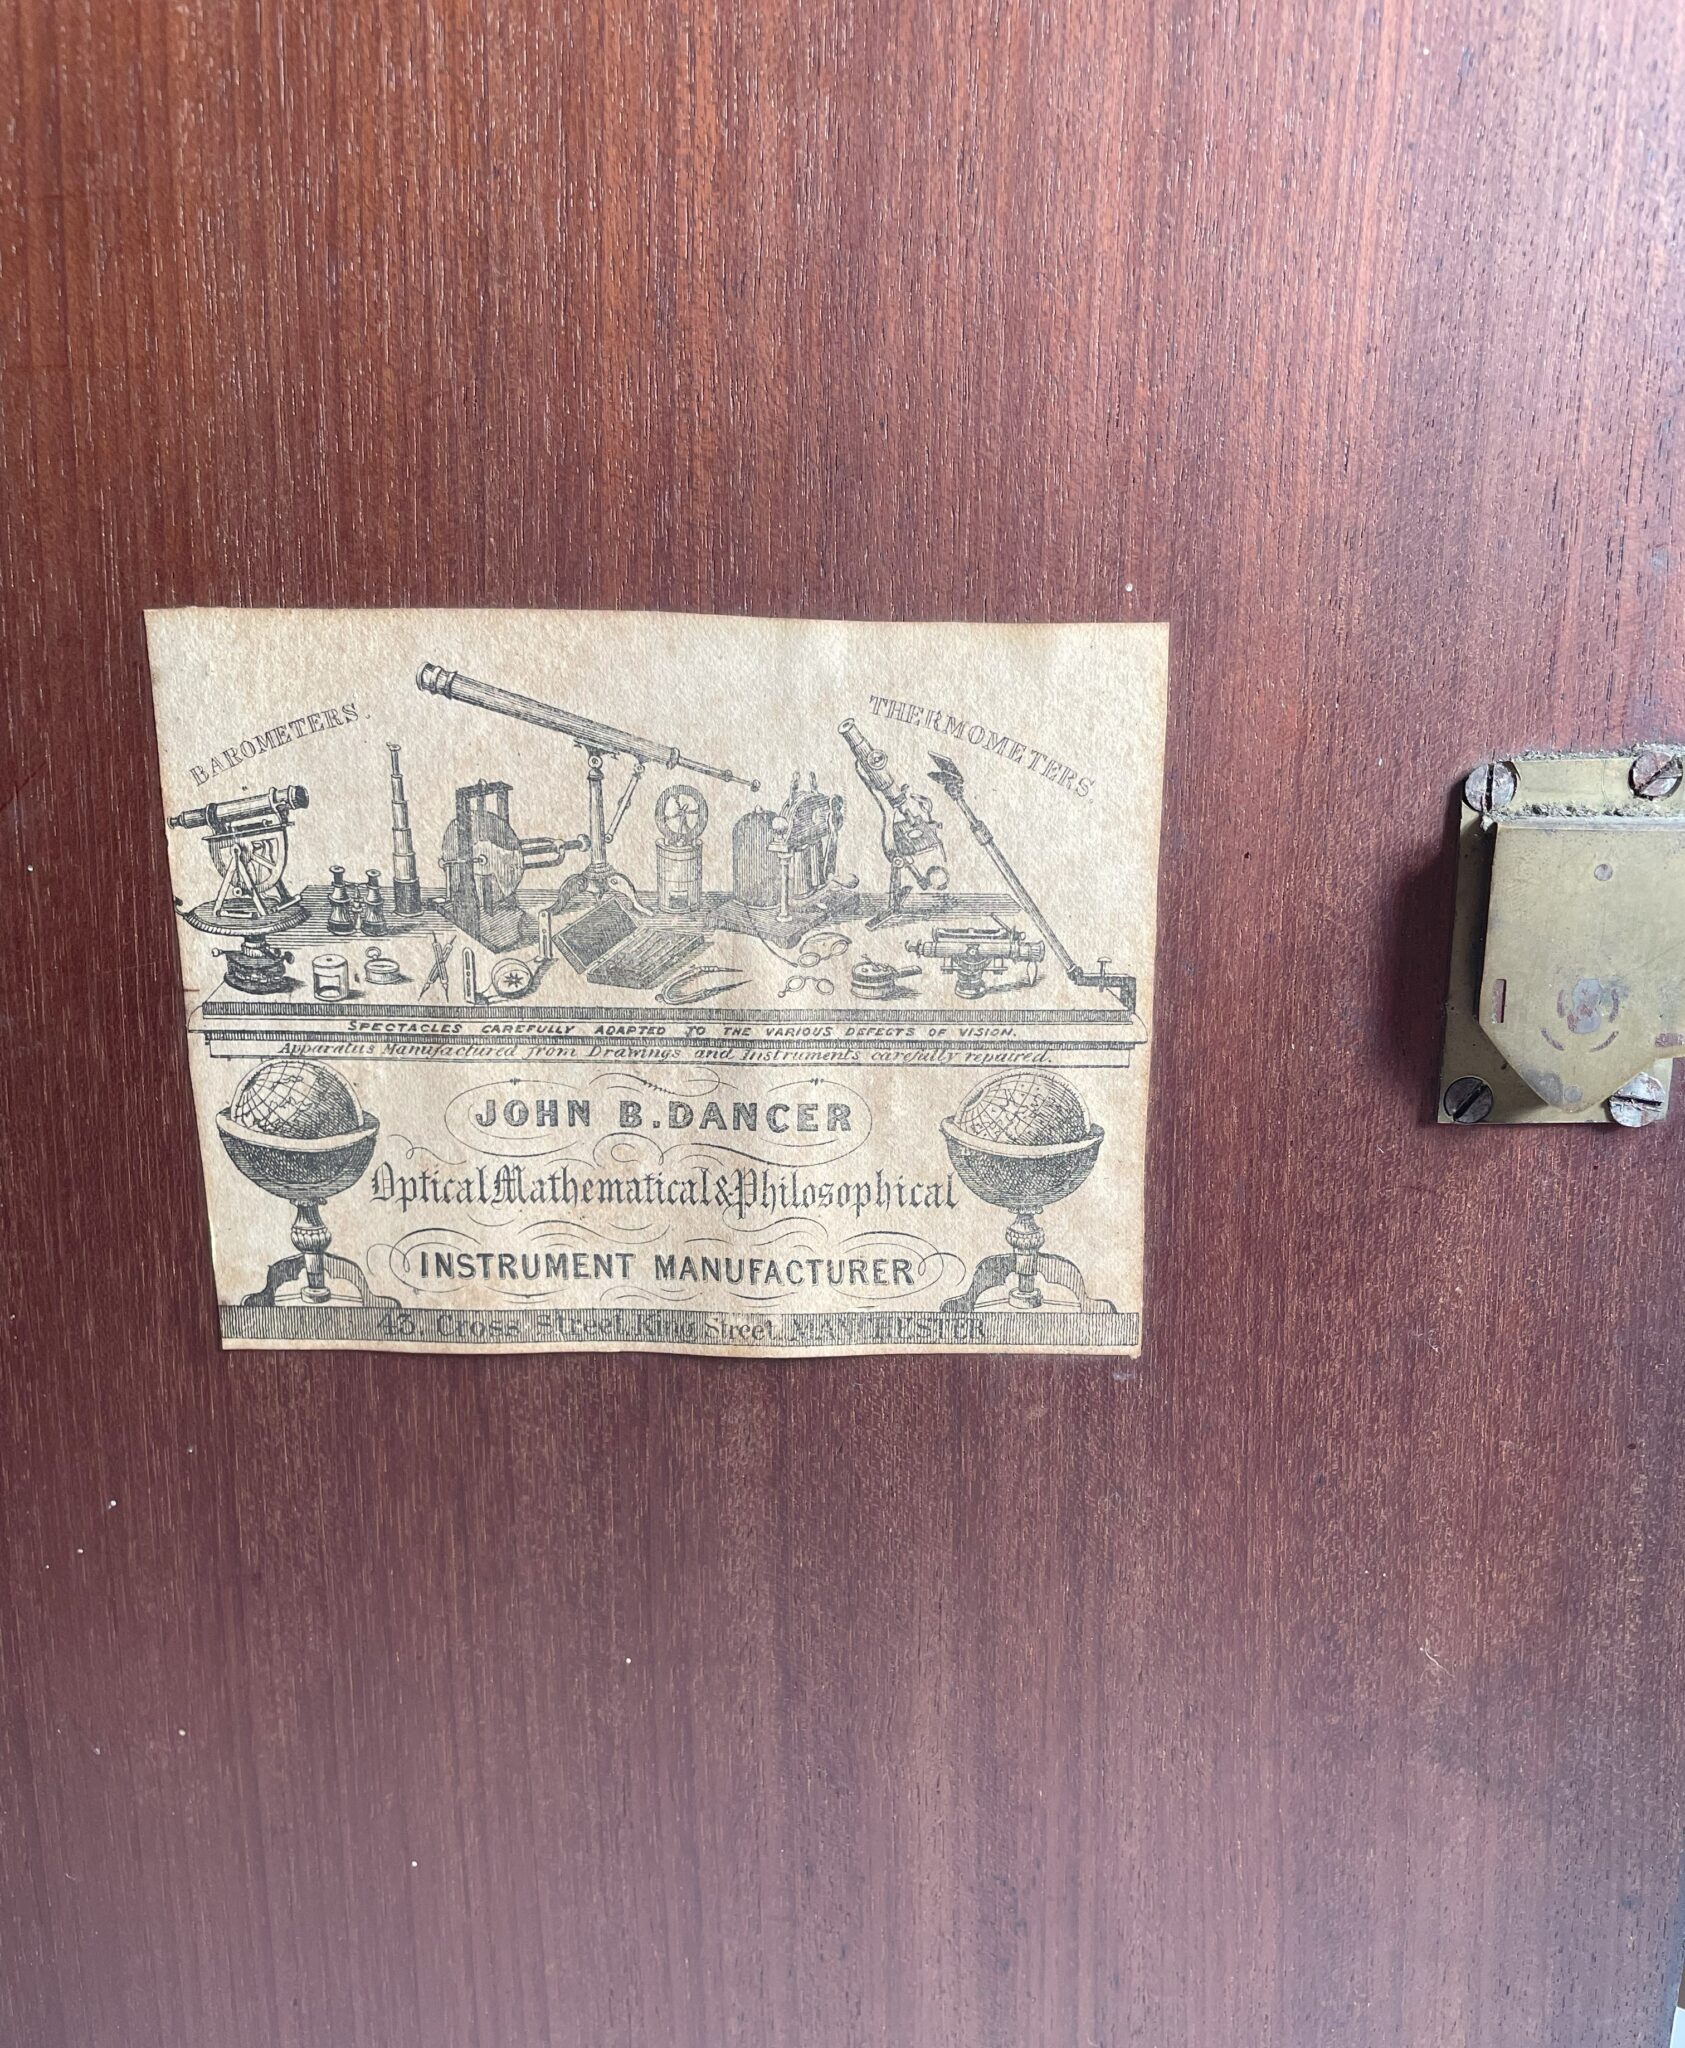 BAROMETERS.
THERMOMETERS.
SPECTACLES CAREFULLY ADAPTED TO THE VARIOUS DEFECTS OF VISION.
Apparatus Manufactured from Drawings and Instruments carefully repaired.
JOHN B. DANCER
Optical Mathematical & Philosophical
INSTRUMENT MANUFACTURER
43, Cross Street, King Street, MANCHESTER